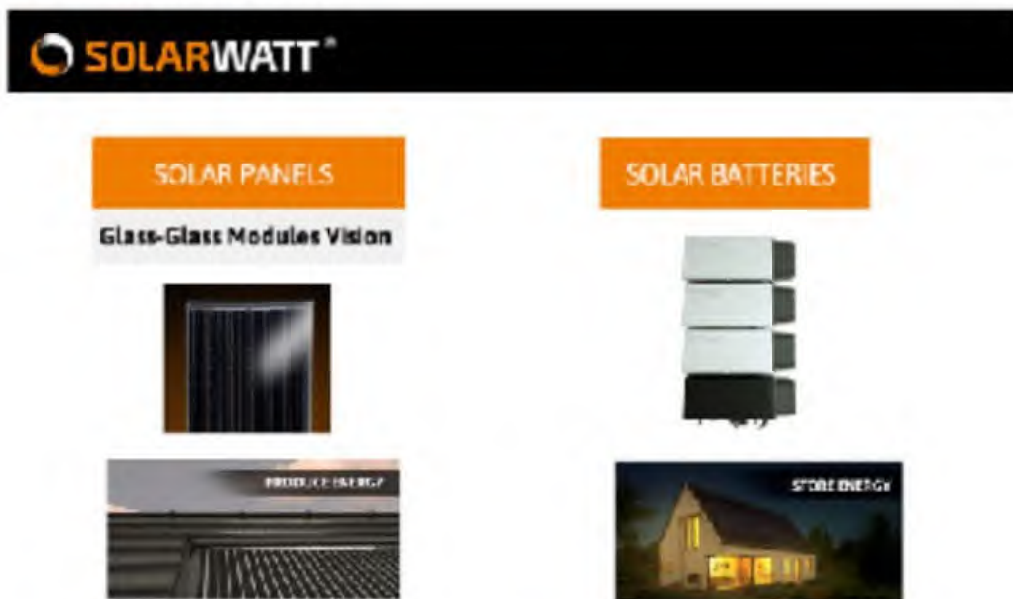 SOLARWATT®
SOLAR PANELS
Glass-Glass Modules Vision
PRODUCE ENERGY
SOLAR BATTERIES
STORE ENERGY